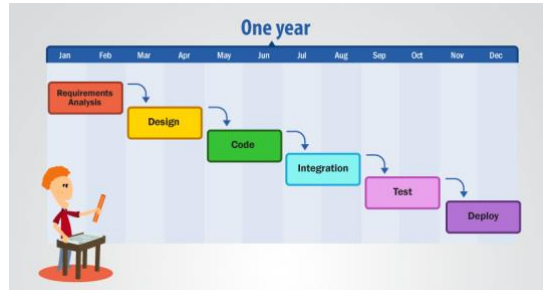 One year
Jan Feb Mar Apr May Jun Jul Aug Sep Oct Nov Dec
Requirements
Analysis
Design
Code
Integration
Test
Deploy